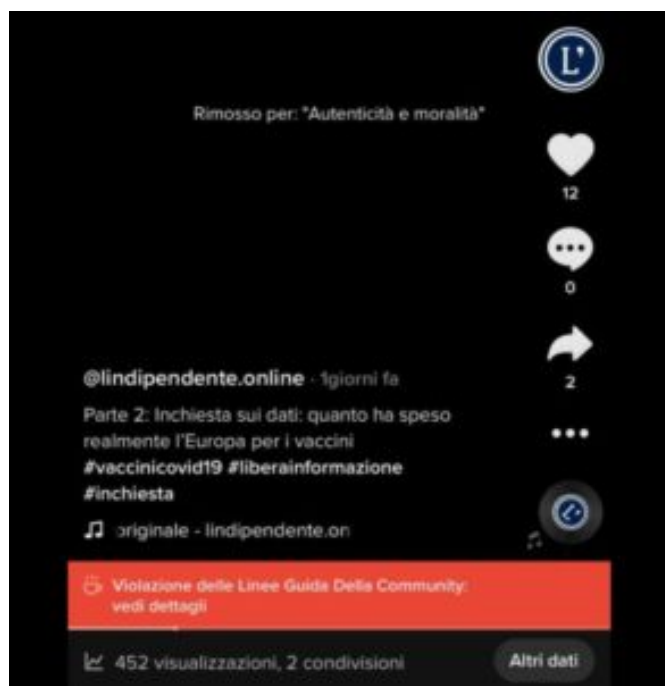 L'
Rimosso per: "Autenticità e moralità"
12
0
2
@lindipendente.online · 1giorni fa
Parte 2: Inchiesta sui dati: quanto ha speso
realmente l'Europa per i vaccini
#vaccinicovid19 #liberainformazione
#inchiesta
originale - lindipendente.on
Violazione delle Linee Guida Della Community:
vedi dettagli
452 visualizzazioni, 2 condivisioni
Altri dati